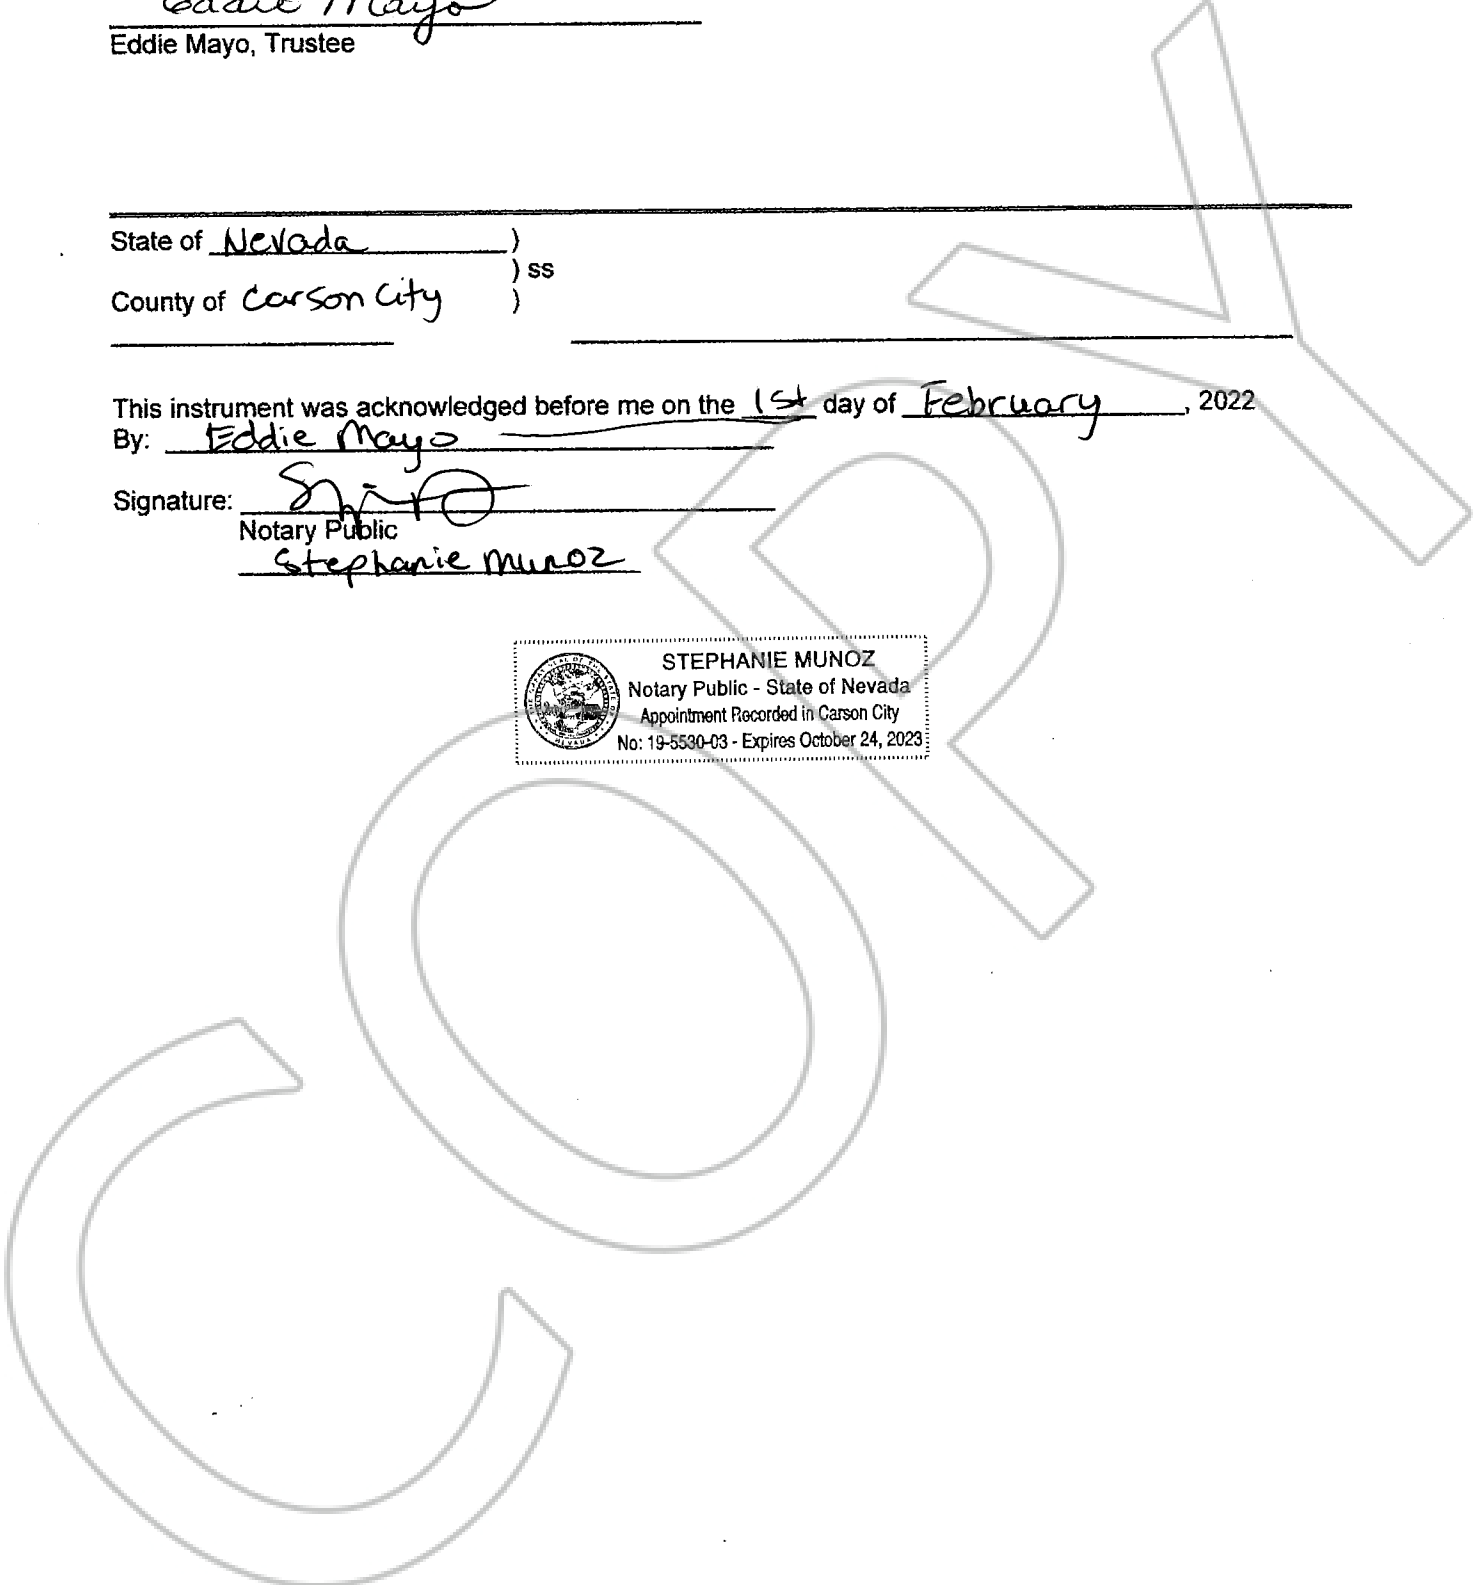 Eddie Mayo
Eddie Mayo, Trustee
State of Nevada )
) ss
County of Carson City )
This instrument was acknowledged before me on the 1st day of February, 2022
By: Eddie Mayo
Signature:
Notary Public
Stephanie Munoz
STEPHANIE MUNOZ
Notary Public - State of Nevada
Appointment Recorded in Carson City
No: 19-5530-03 - Expires October 24, 2023
COPY